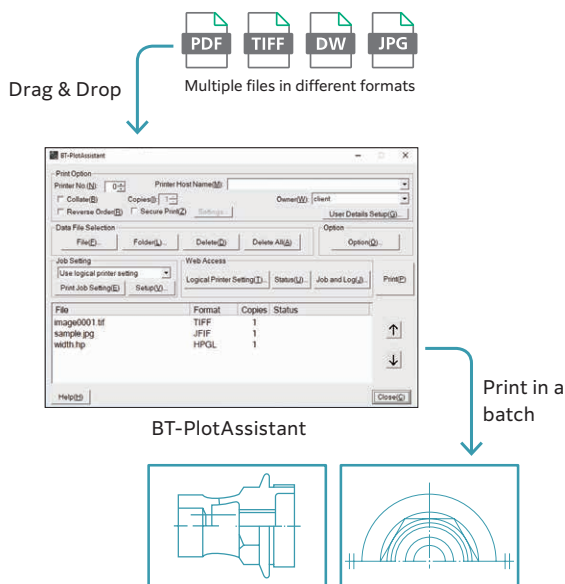 PDF TIFF DW JPG
Drag & Drop
Multiple files in different formats
BT-PlotAssistant
Print Option
Printer No.(N): 0 Printer Host Name(M):
Collate(B) Copies(I): 1 Owner(W): client
Reverse Order(R) Secure Print(Z) Settings... User Details Setup(G)...
Data File Selection Option
File(F)... Folder(L)... Delete(D) Delete All(A) Option(O)...
Job Setting Web Access
Use logical printer setting
Logical Printer Setting(T)... Status(U)... Job and Log(J)... Print(P)
Print Job Setting(E) Setup(V)...
File Format Copies Status
image0001.tif TIFF 1
sample.jpg JFIF 1
width.hp HPGL 1
Help(H) Close(C)
Print in a
batch
BT-PlotAssistant